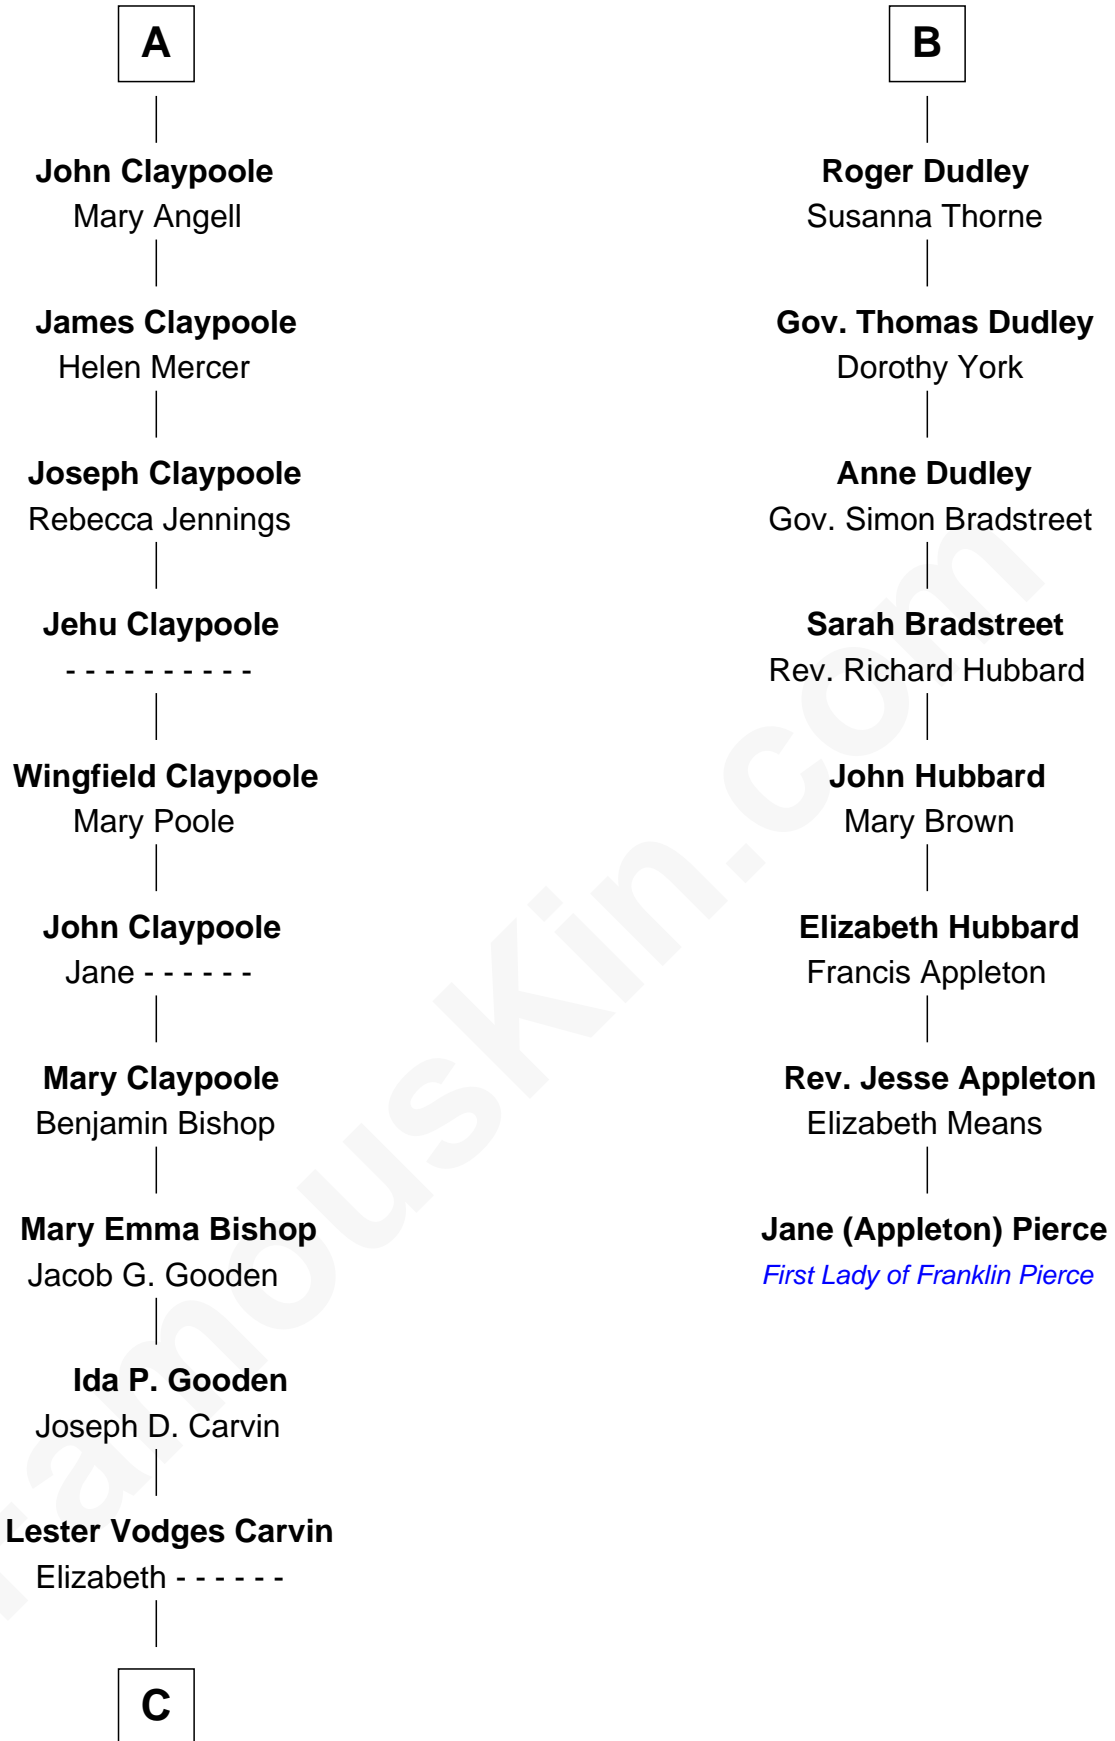 A
John Claypoole
Mary Angell
James Claypoole
Helen Mercer
Joseph Claypoole
Rebecca Jennings
Jehu Claypoole
- - - - - - - - - -
Wingfield Claypoole
Mary Poole
John Claypoole
Jane - - - - - -
Mary Claypoole
Benjamin Bishop
Mary Emma Bishop
Jacob G. Gooden
Ida P. Gooden
Joseph D. Carvin
Lester Vodges Carvin
Elizabeth - - - - - -
C
B
Roger Dudley
Susanna Thorne
Gov. Thomas Dudley
Dorothy York
Anne Dudley
Gov. Simon Bradstreet
Sarah Bradstreet
Rev. Richard Hubbard
John Hubbard
Mary Brown
Elizabeth Hubbard
Francis Appleton
Rev. Jesse Appleton
Elizabeth Means
Jane (Appleton) Pierce
First Lady of Franklin Pierce
FamousKin.com